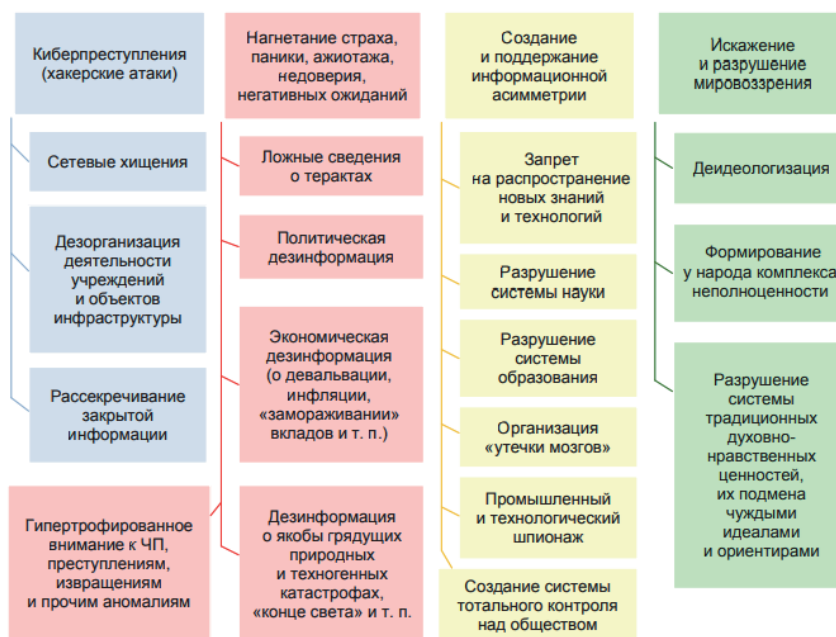 Киберпреступления
(хакерские атаки)
Сетевые хищения
Дезорганизация
деятельности
учреждений
и объектов
инфраструктуры
Рассекречивание
закрытой
информации
Нагнетание страха,
паники, ажиотажа,
недоверия,
негативных ожиданий
Ложные сведения
о терактах
Политическая
дезинформация
Экономическая
дезинформация
(о девальвации,
инфляции,
«замораживании»
вкладов и т. п.)
Гипертрофированное
внимание к ЧП,
преступлениям,
извращениям
и прочим аномалиям
Дезинформация
о якобы грядущих
природных
и техногенных
катастрофах,
«конце света» и т. п.
Создание
и поддержание
информационной
асимметрии
Запрет
на распространение
новых знаний
и технологий
Разрушение
системы науки
Разрушение
системы
образования
Организация
«утечки мозгов»
Промышленный
и технологический
шпионаж
Создание системы
тотального контроля
над обществом
Искажение
и разрушение
мировоззрения
Деидеологизация
Формирование
у народа комплекса
неполноценности
Разрушение
системы
традиционных
духовно-
нравственных
ценностей,
их подмена
чуждыми
идеалами
и ориентирами